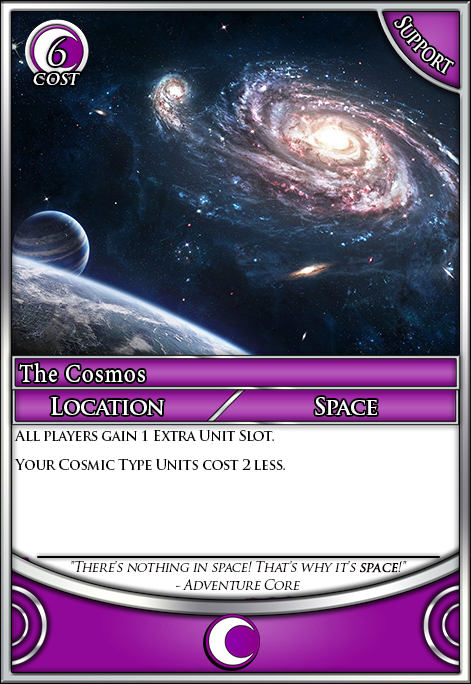 6
COST
SUPPORT
The Cosmos
LOCATION / SPACE
ALL PLAYERS GAIN 1 EXTRA UNIT SLOT.
YOUR COSMIC TYPE UNITS COST 2 LESS.
"THERE'S NOTHING IN SPACE! THAT'S WHY IT'S SPACE!"
- ADVENTURE CORE